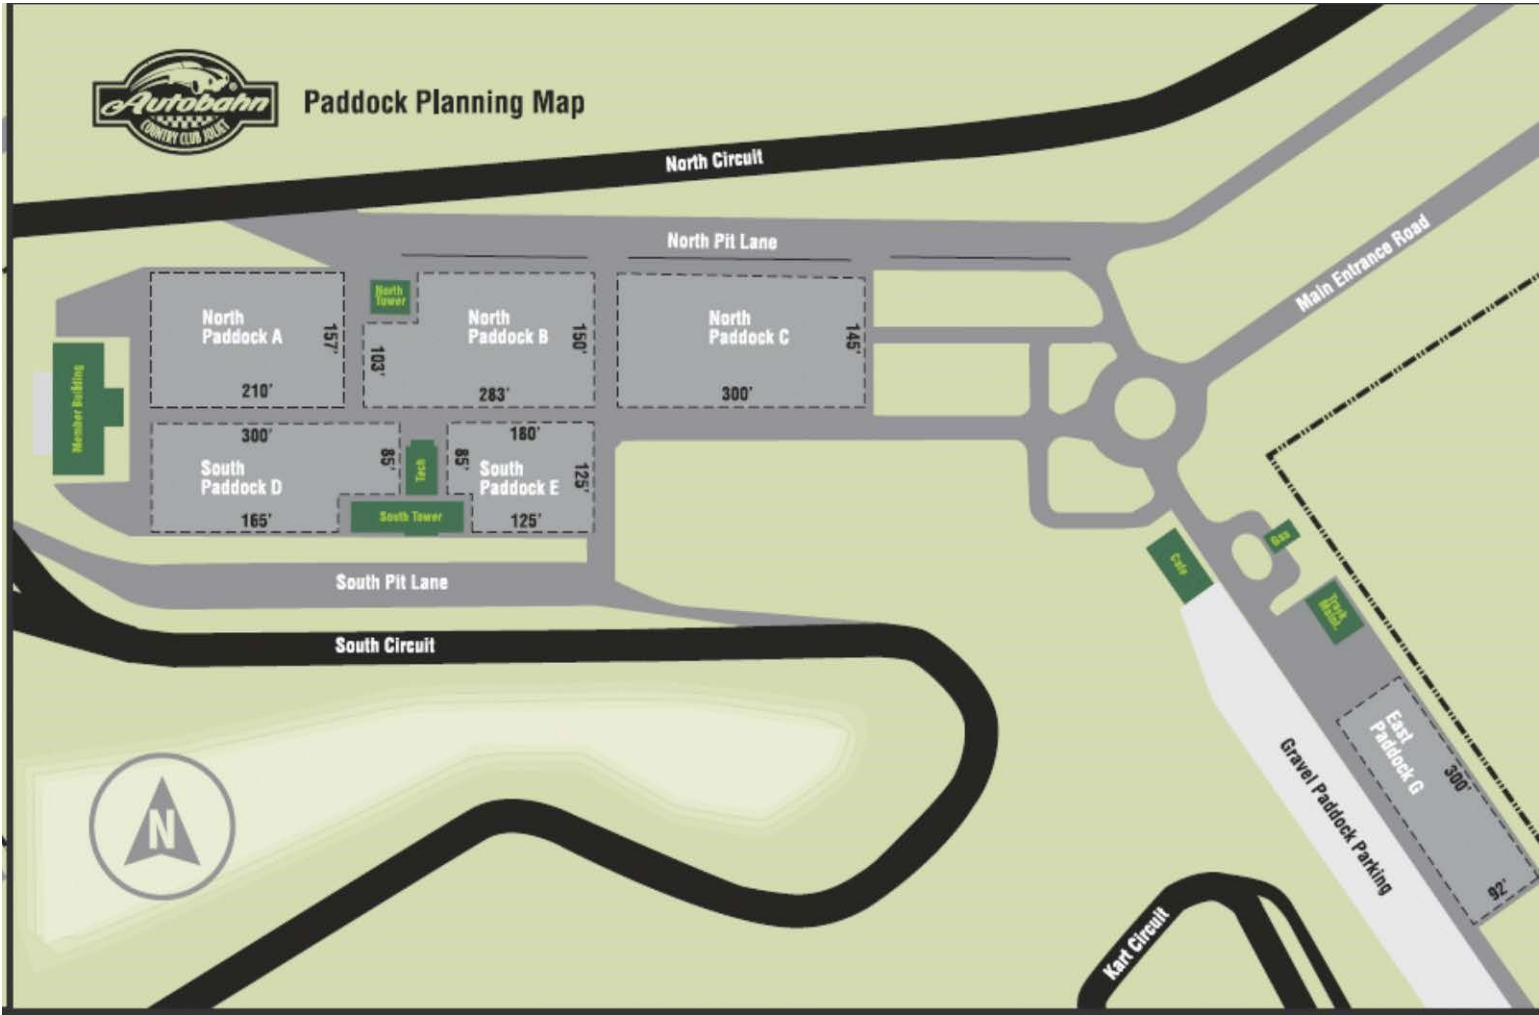 Autobahn
COUNTRY CLUB JOLIET
Paddock Planning Map
North Circuit
North Pit Lane
Main Entrance Road
North
Paddock A
157'
210'
North
Tower
North
Paddock B
103'
150'
283'
North
Paddock C
145'
300'
Member Building
300'
South
Paddock D
85'
165'
Tech
South Tower
180'
85'
South
Paddock E
125'
125'
South Pit Lane
South Circuit
Cafe
Gas
Track
Maint.
East
Paddock G
300'
92'
Gravel Paddock Parking
Kart Circuit
N